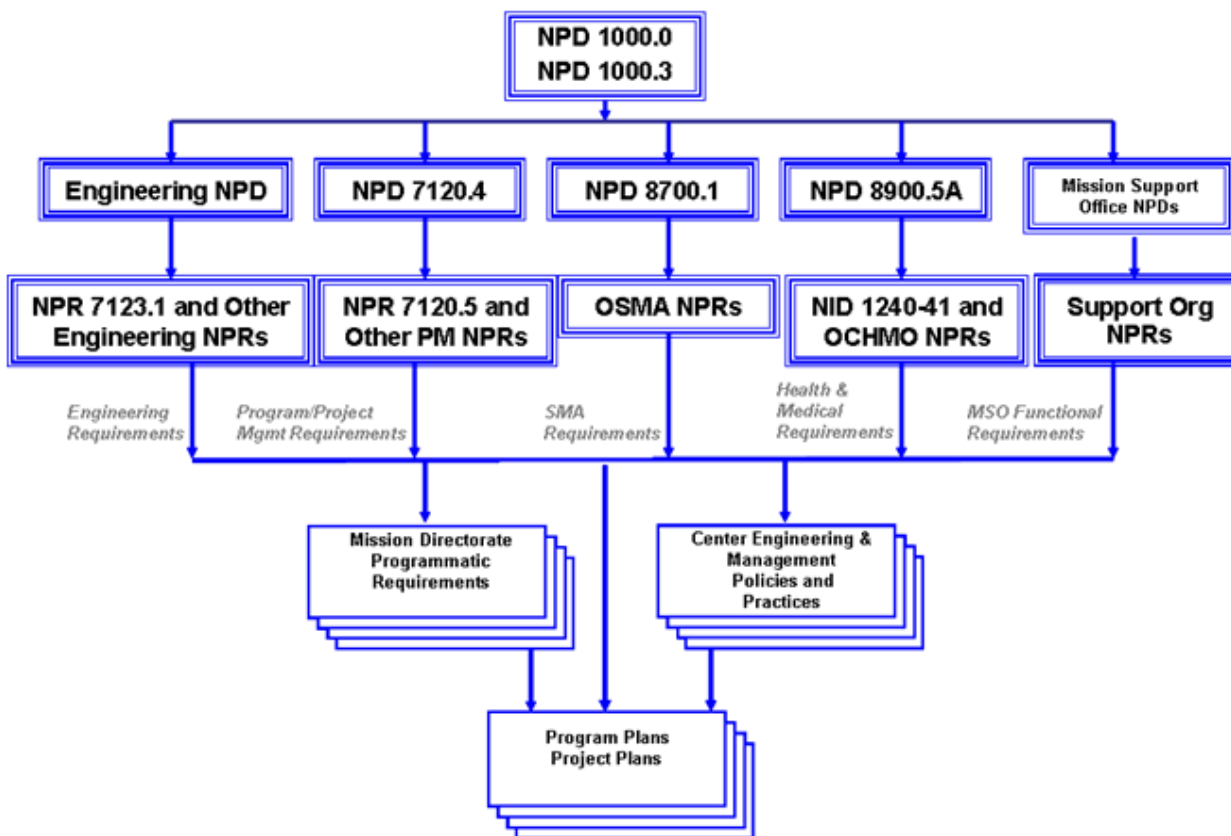 NPD 1000.0
NPD 1000.3
Engineering NPD
NPD 7120.4
NPD 8700.1
NPD 8900.5A
Mission Support
Office NPDs
NPR 7123.1 and Other
Engineering NPRs
NPR 7120.5 and
Other PM NPRs
OSMA NPRs
NID 1240-41 and
OCHMO NPRs
Support Org
NPRs
Engineering
Requirements
Program/Project
Mgmt Requirements
SMA
Requirements
Health &
Medical
Requirements
MSO Functional
Requirements
Mission Directorate
Programmatic
Requirements
Center Engineering &
Management
Policies and
Practices
Program Plans
Project Plans